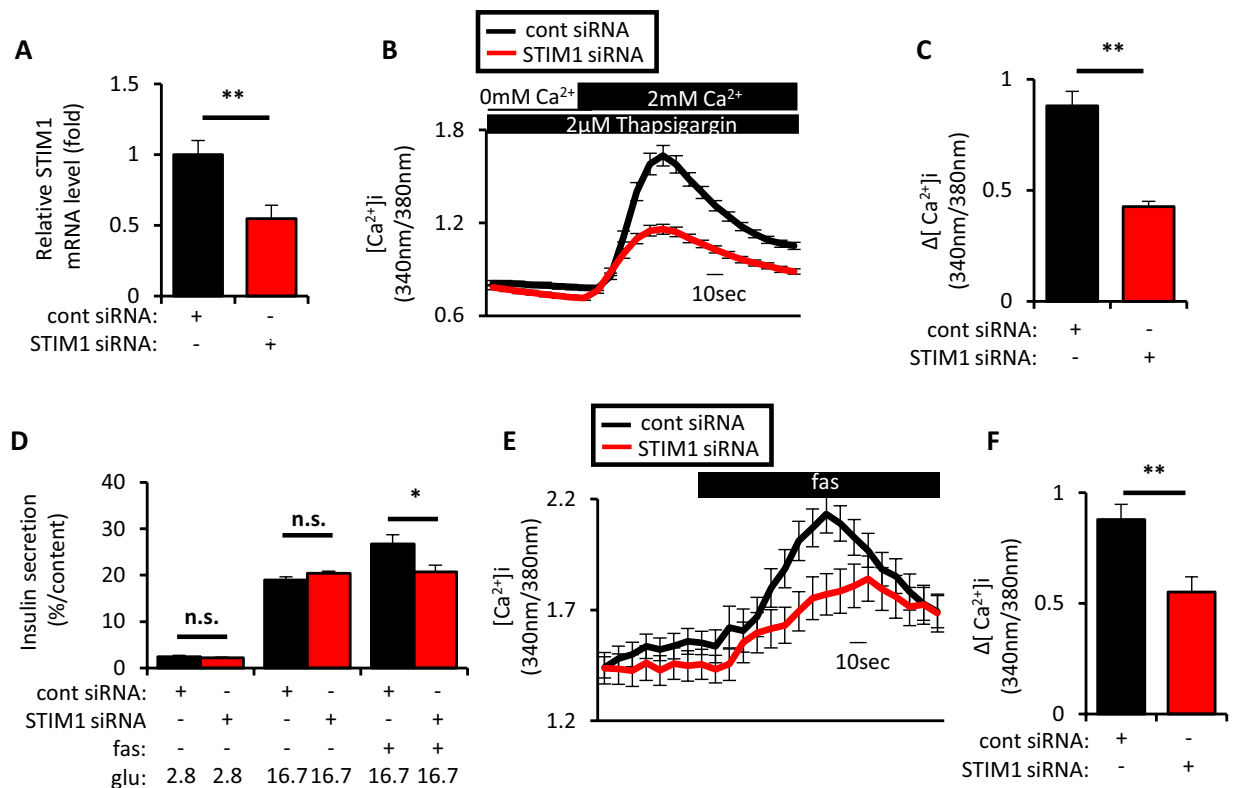 A
Relative STIM1
mRNA level (fold)
1.5
1
0.5
0
**
cont siRNA: + -
STIM1 siRNA: - +
B
cont siRNA
STIM1 siRNA
0mM Ca²⁺ 2mM Ca²⁺
2µM Thapsigargin
[Ca²⁺]i
(340nm/380nm)
1.8
1.2
0.6
10sec
C
Δ[ Ca²⁺]i
(340nm/380nm)
1
0.5
0
**
cont siRNA: + -
STIM1 siRNA: - +
D
Insulin secretion
(%/content)
40
30
20
10
0
n.s.
n.s.
*
cont siRNA: + - + - + -
STIM1 siRNA - + - + - +
fas: - - - - + +
glu: 2.8 2.8 16.7 16.7 16.7 16.7
E
cont siRNA
STIM1 siRNA
fas
[Ca²⁺]i
(340nm/380nm)
2.2
1.7
1.2
10sec
F
Δ[ Ca²⁺]i
(340nm/380nm)
1
0.5
0
**
cont siRNA: + -
STIM1 siRNA: - +